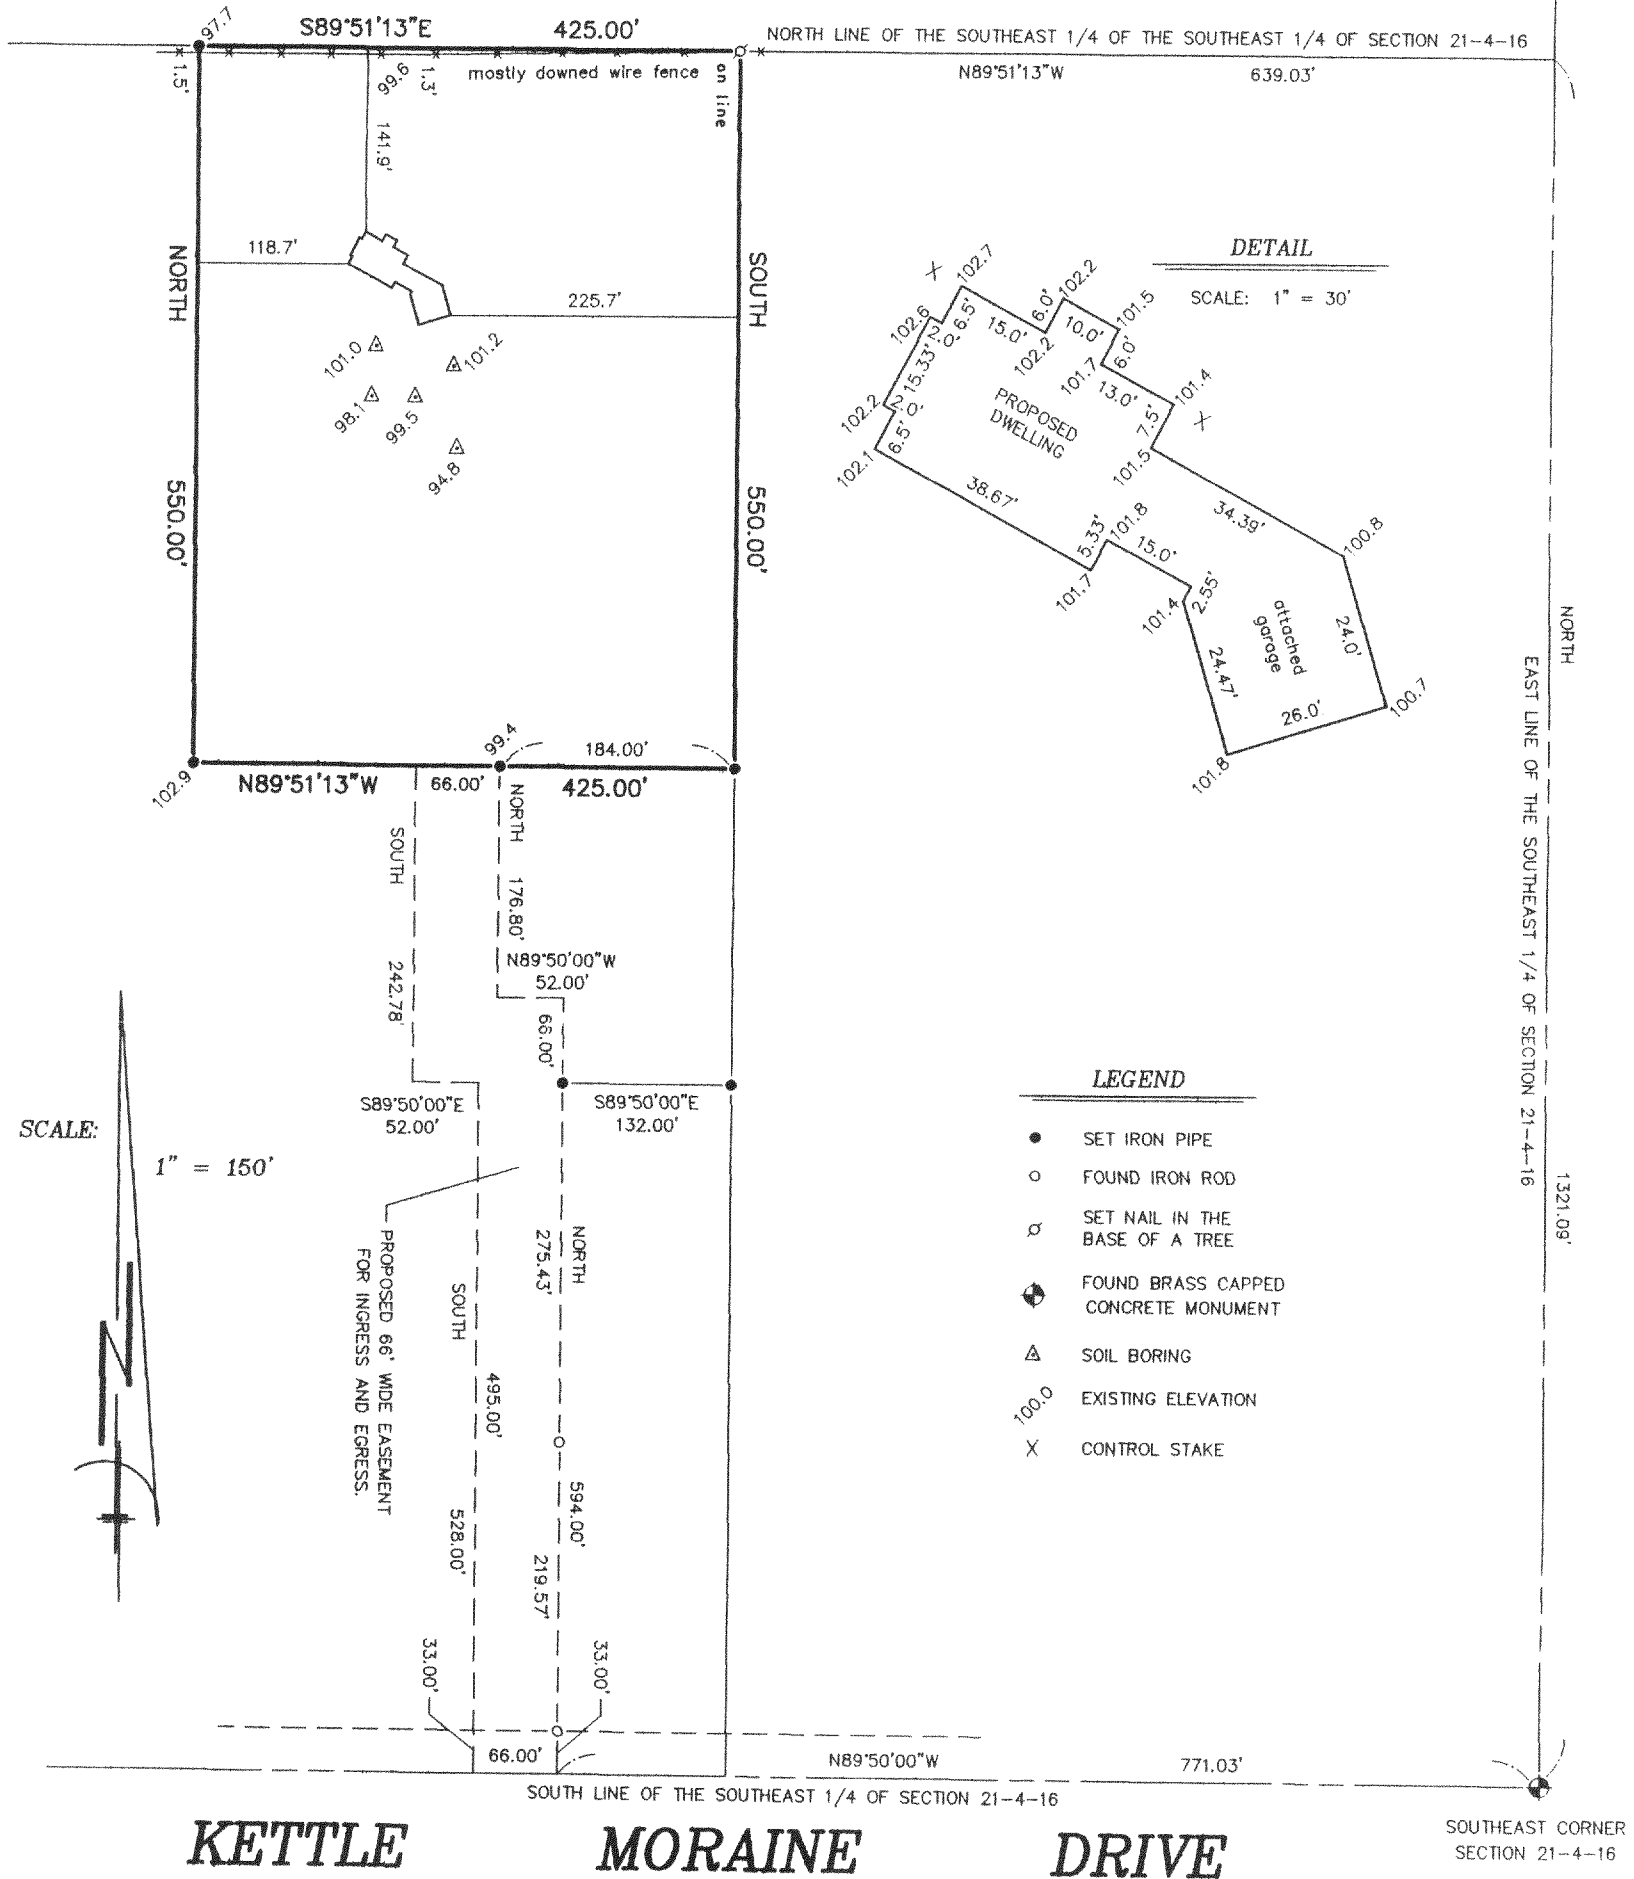 97.7
S89°51'13"E 425.00'
NORTH LINE OF THE SOUTHEAST 1/4 OF THE SOUTHEAST 1/4 OF SECTION 21-4-16
N89°51'13"W 639.03'
1.5'
99.6
1.3'
mostly downed wire fence
on line
141.9'
118.7'
225.7'
NORTH
550.00'
SOUTH
550.00'
101.0
101.2
98.1
99.5
94.8
DETAIL
SCALE: 1" = 30'
102.7
102.2
101.5
102.6
2.0'
6.5'
15.0'
6.0'
10.0'
102.2
6.0'
101.7
15.33'
13.0'
101.4
PROPOSED
DWELLING
7.5'
102.2
2.0'
6.5'
102.1
101.5
38.67'
34.39'
101.8
5.33'
15.0'
100.8
101.7
101.4
2.55'
attached
garage
24.0'
24.47'
26.0'
100.7
101.8
99.4
184.00'
102.9
N89°51'13"W 66.00' 425.00'
SOUTH 242.78'
NORTH 176.80'
N89°50'00"W
52.00'
66.00'
S89°50'00"E
52.00'
S89°50'00"E
132.00'
SCALE:
1" = 150'
N
PROPOSED 66' WIDE EASEMENT
FOR INGRESS AND EGRESS.
NORTH
275.43'
SOUTH
495.00'
594.00'
528.00'
219.57'
33.00'
33.00'
66.00'
N89°50'00"W 771.03'
SOUTH LINE OF THE SOUTHEAST 1/4 OF SECTION 21-4-16
NORTH 1321.09'
EAST LINE OF THE SOUTHEAST 1/4 OF THE SOUTHEAST 1/4 OF SECTION 21-4-16
LEGEND
SET IRON PIPE
FOUND IRON ROD
SET NAIL IN THE
BASE OF A TREE
FOUND BRASS CAPPED
CONCRETE MONUMENT
SOIL BORING
100.0 EXISTING ELEVATION
X CONTROL STAKE
KETTLE MORAINE DRIVE
SOUTHEAST CORNER
SECTION 21-4-16